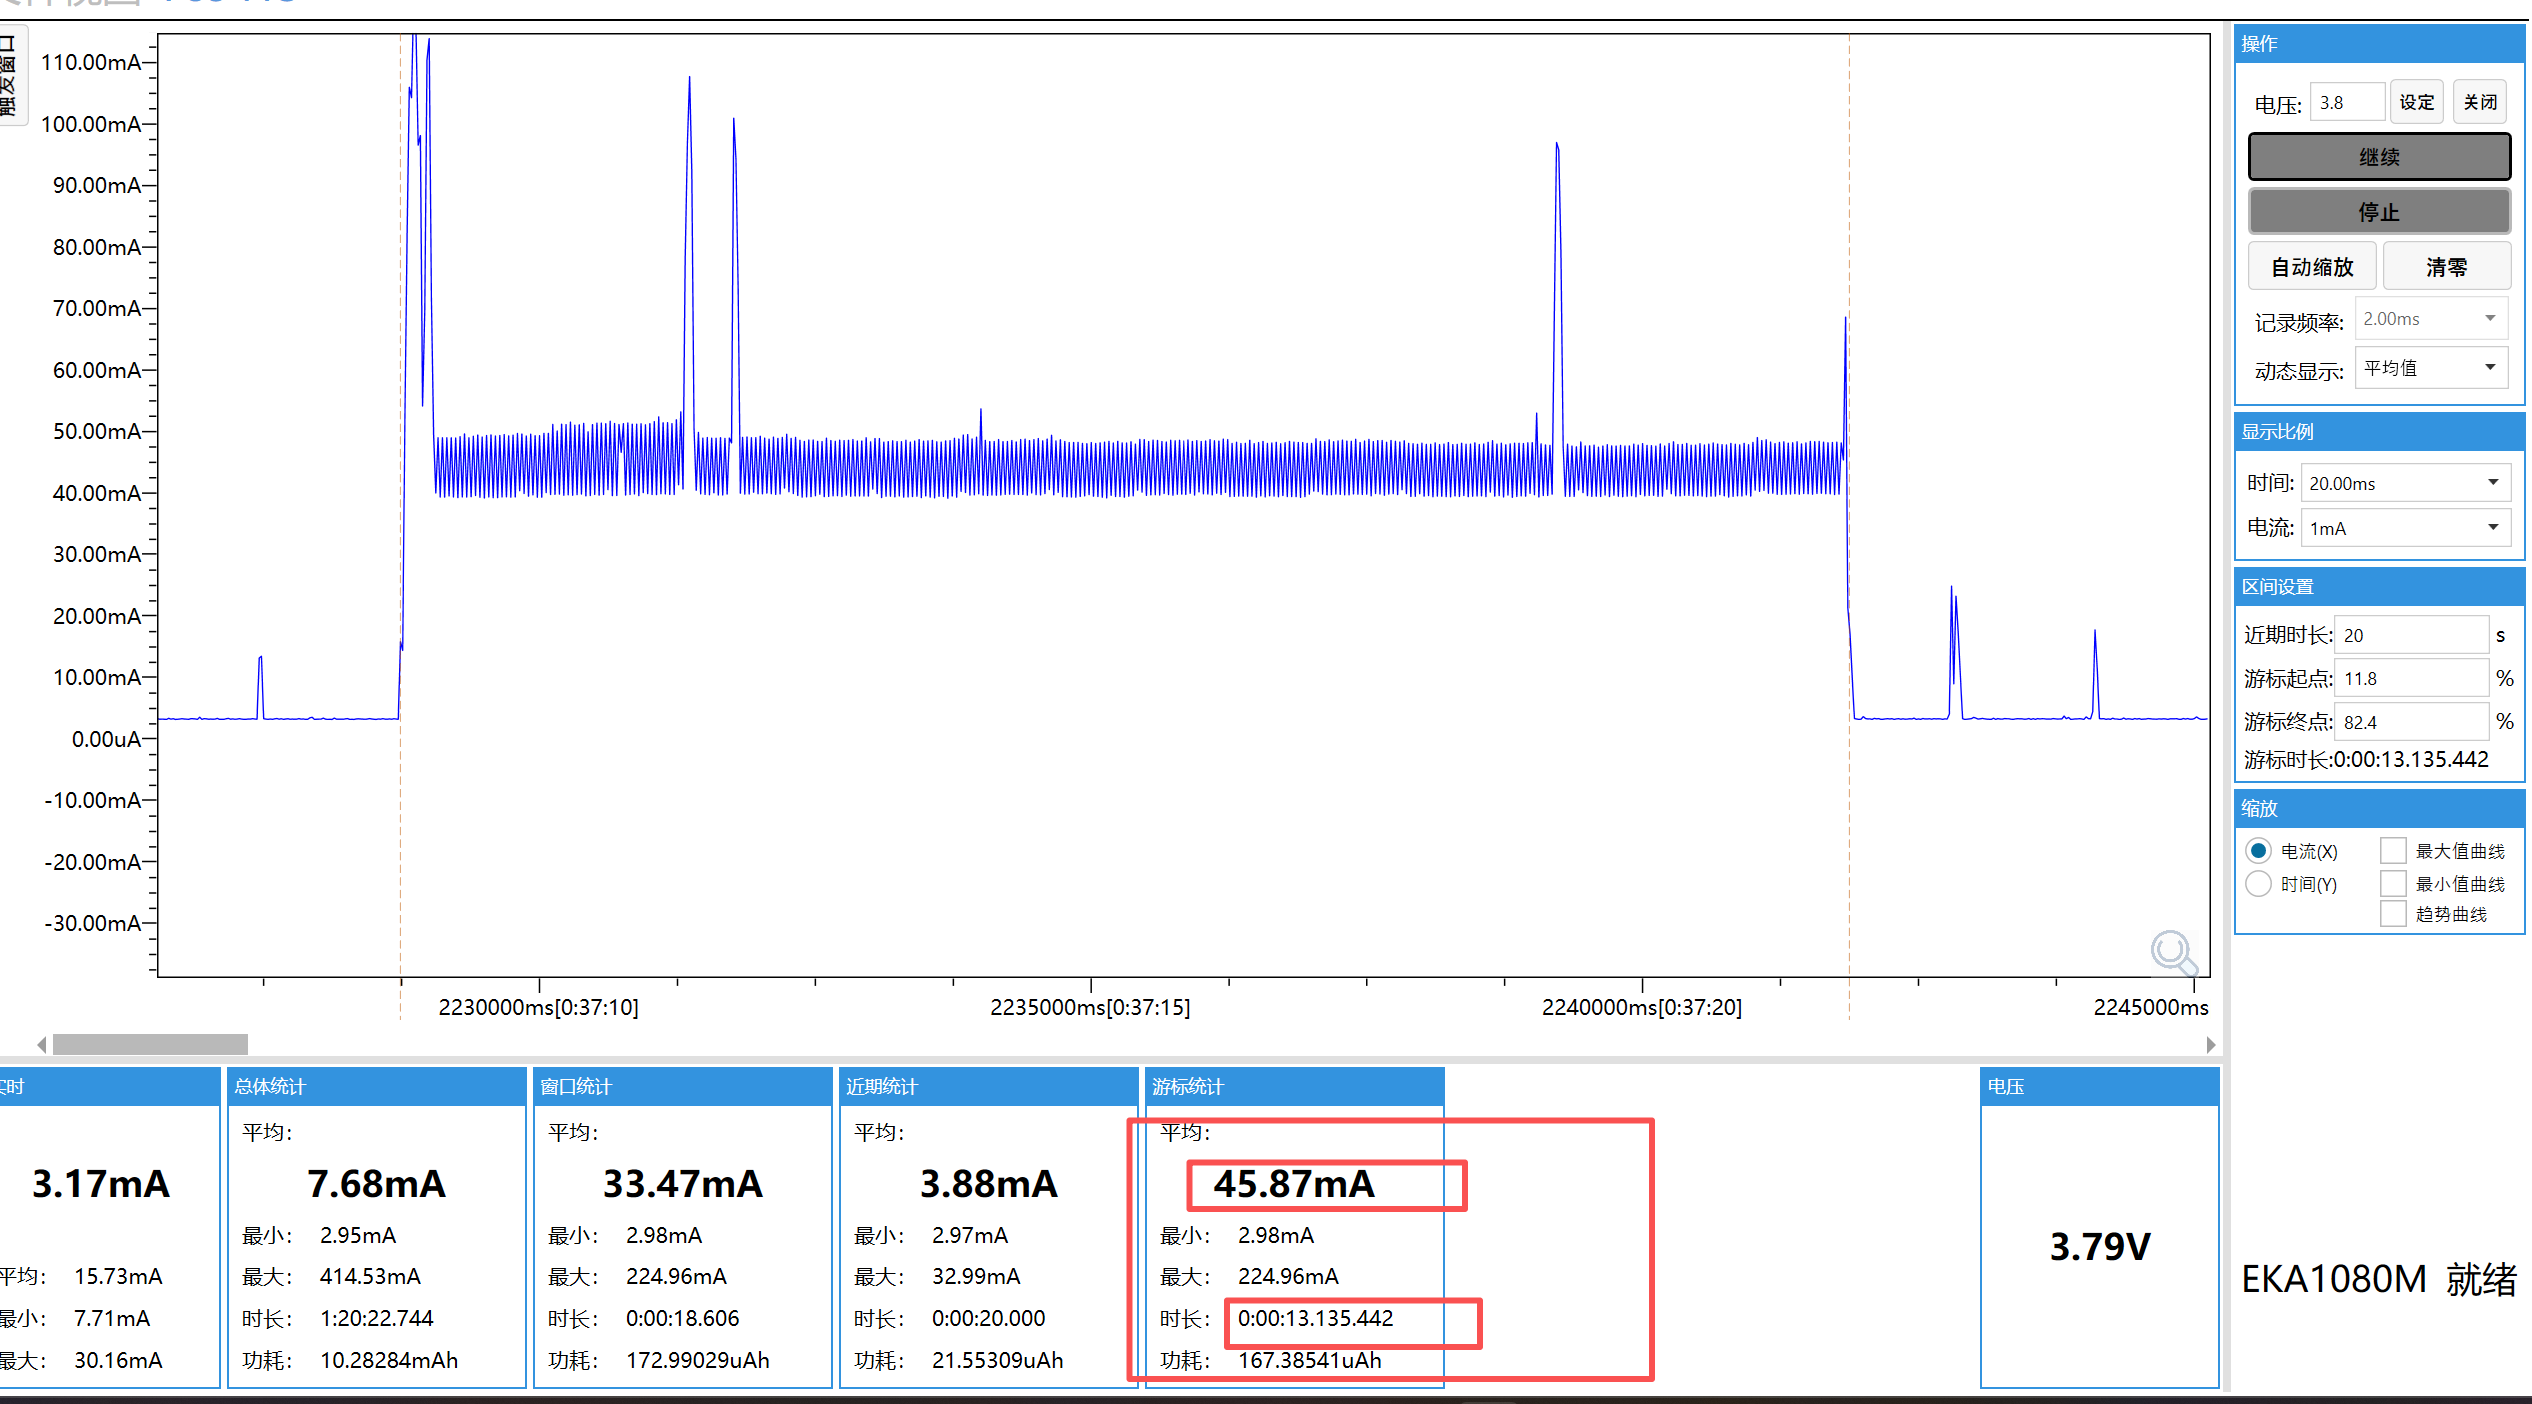 触发窗口
110.00mA
100.00mA
90.00mA
80.00mA
70.00mA
60.00mA
50.00mA
40.00mA
30.00mA
20.00mA
10.00mA
0.00uA
-10.00mA
-20.00mA
-30.00mA
2230000ms[0:37:10]
2235000ms[0:37:15]
2240000ms[0:37:20]
2245000ms
操作
电压: 3.8 设定 关闭
继续
停止
自动缩放 清零
记录频率: 2.00ms
动态显示: 平均值
显示比例
时间: 20.00ms
电流: 1mA
区间设置
近期时长: 20 s
游标起点: 11.8 %
游标终点: 82.4 %
游标时长:0:00:13.135.442
缩放
电流(X) 最大值曲线
时间(Y) 最小值曲线
趋势曲线
实时
3.17mA
平均: 15.73mA
最小: 7.71mA
最大: 30.16mA
总体统计
平均:
7.68mA
最小: 2.95mA
最大: 414.53mA
时长: 1:20:22.744
功耗: 10.28284mAh
窗口统计
平均:
33.47mA
最小: 2.98mA
最大: 224.96mA
时长: 0:00:18.606
功耗: 172.99029uAh
近期统计
平均:
3.88mA
最小: 2.97mA
最大: 32.99mA
时长: 0:00:20.000
功耗: 21.55309uAh
游标统计
平均:
45.87mA
最小: 2.98mA
最大: 224.96mA
时长: 0:00:13.135.442
功耗: 167.38541uAh
电压
3.79V
EKA1080M 就绪